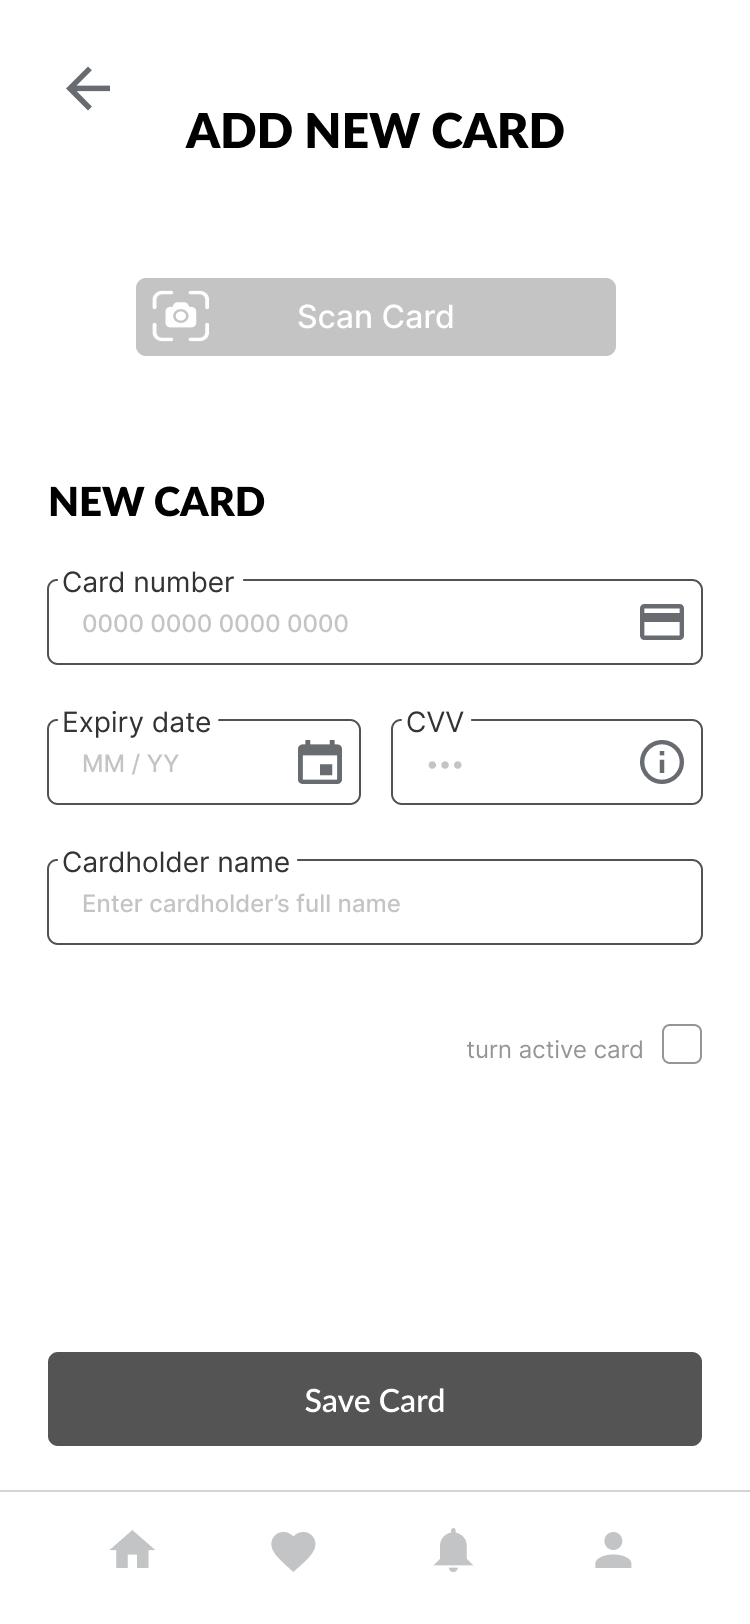 ADD NEW CARD
Scan Card
NEW CARD
Card number
0000 0000 0000 0000
Expiry date
MM / YY
CVV
•••
Cardholder name
Enter cardholder’s full name
turn active card
Save Card